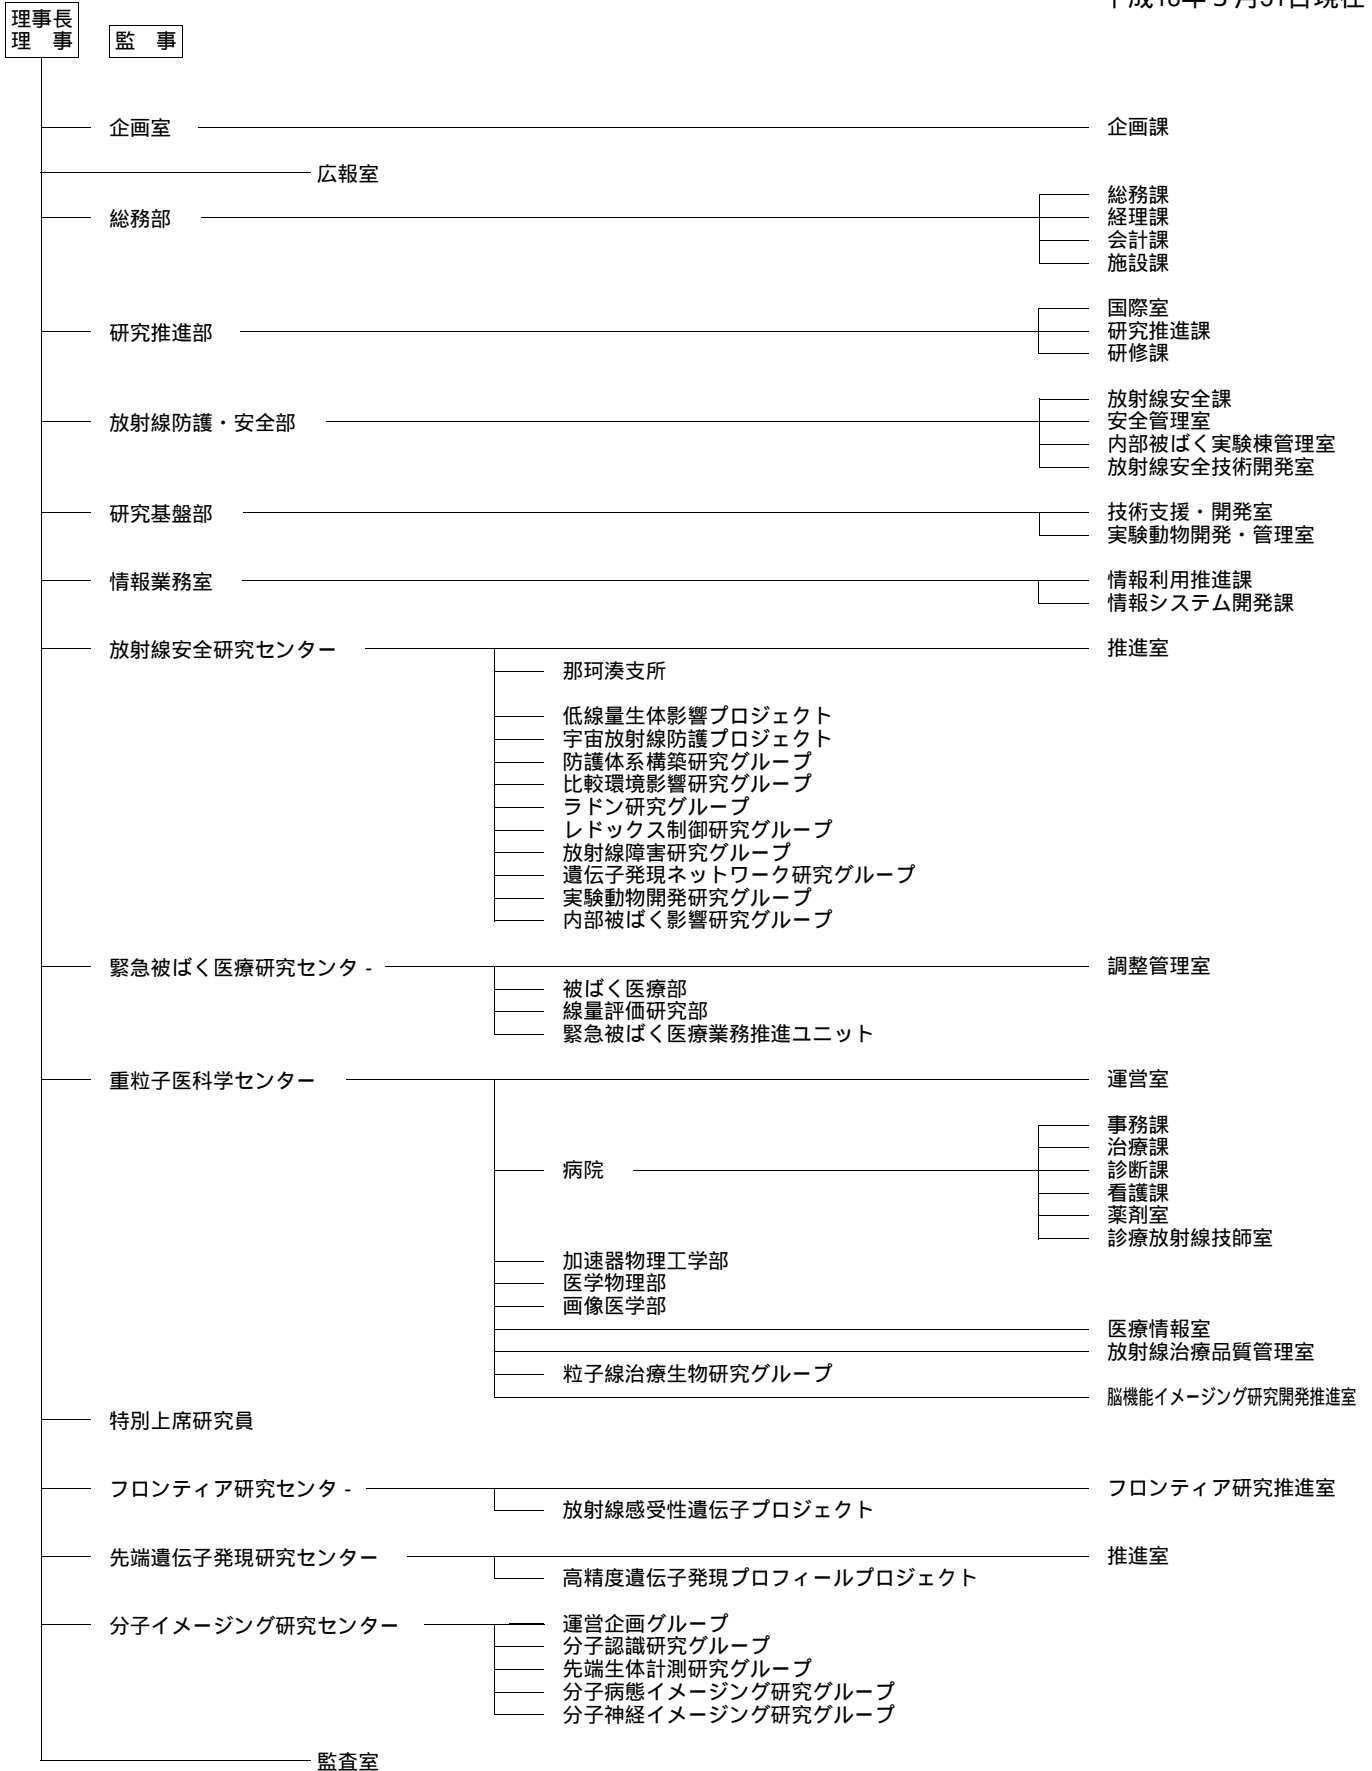 理事長
理　事
監　事
企画室
企画課
広報室
総務部
総務課
経理課
会計課
施設課
研究推進部
国際室
研究推進課
研修課
放射線防護・安全部
放射線安全課
安全管理室
内部被ばく実験棟管理室
放射線安全技術開発室
研究基盤部
技術支援・開発室
実験動物開発・管理室
情報業務室
情報利用推進課
情報システム開発課
放射線安全研究センター
推進室
那珂湊支所
低線量生体影響プロジェクト
宇宙放射線防護プロジェクト
防護体系構築研究グループ
比較環境影響研究グループ
ラドン研究グループ
レドックス制御研究グループ
放射線障害研究グループ
遺伝子発現ネットワーク研究グループ
実験動物開発研究グループ
内部被ばく影響研究グループ
緊急被ばく医療研究センタ -
調整管理室
被ばく医療部
線量評価研究部
緊急被ばく医療業務推進ユニット
重粒子医科学センター
運営室
病院
事務課
治療課
診断課
看護課
薬剤室
診療放射線技師室
加速器物理工学部
医学物理部
画像医学部
医療情報室
放射線治療品質管理室
粒子線治療生物研究グループ
脳機能イメージング研究開発推進室
特別上席研究員
フロンティア研究センタ -
フロンティア研究推進室
放射線感受性遺伝子プロジェクト
先端遺伝子発現研究センター
推進室
高精度遺伝子発現プロフィールプロジェクト
分子イメージング研究センター
運営企画グループ
分子認識研究グループ
先端生体計測研究グループ
分子病態イメージング研究グループ
分子神経イメージング研究グループ
監査室